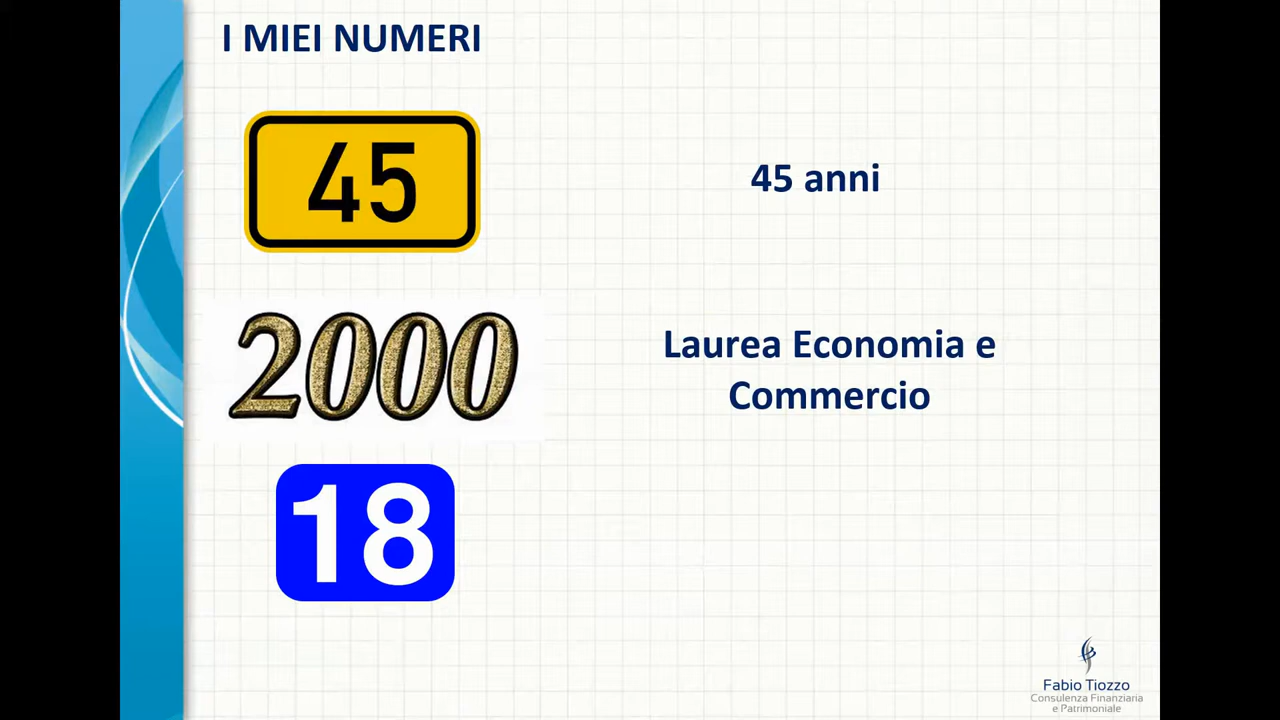 I MIEI NUMERI
45
45 anni
2000
Laurea Economia e
Commercio
18
Fabio Tiozzo
Consulenza Finanziaria
e Patrimoniale